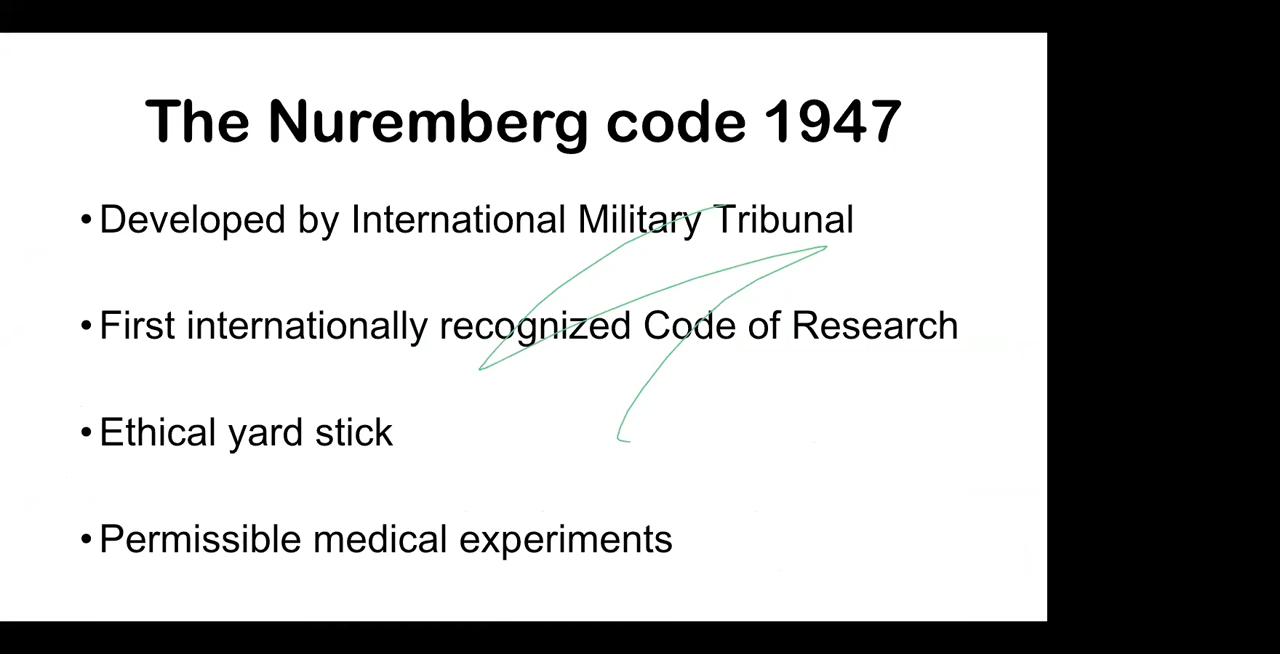 The Nuremberg code 1947
• Developed by International Military Tribunal
• First internationally recognized Code of Research
• Ethical yard stick
• Permissible medical experiments